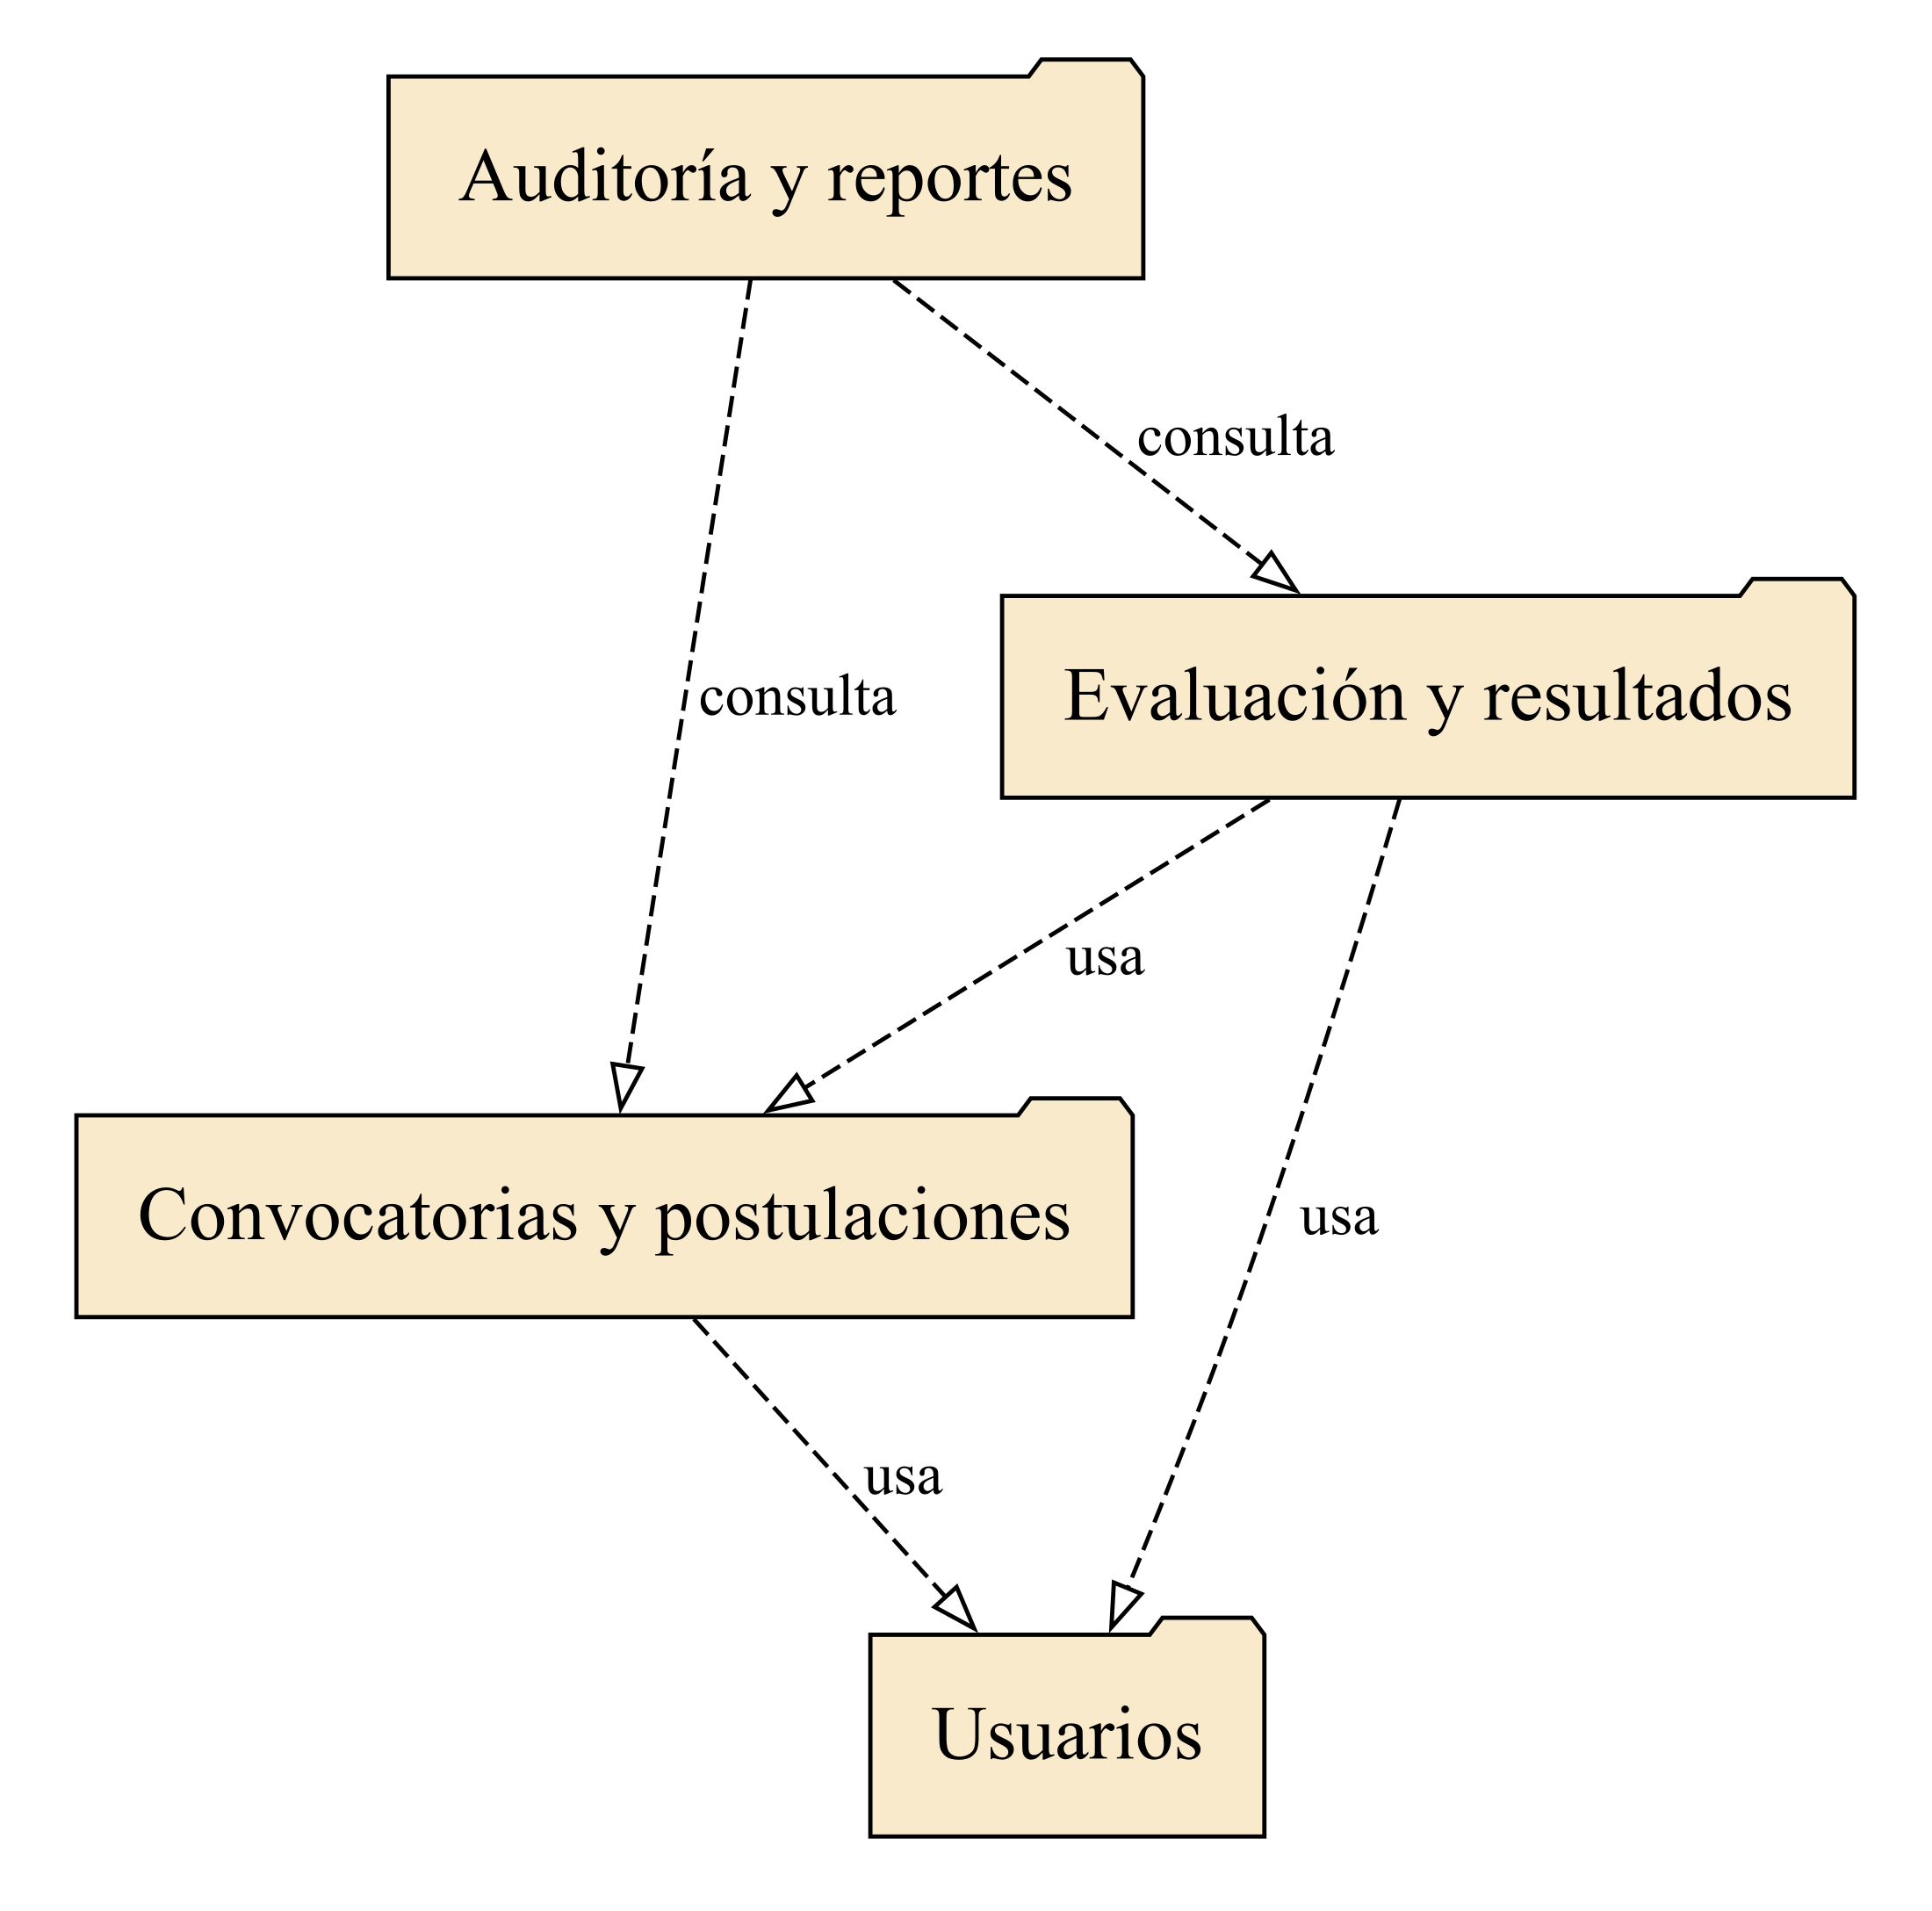 Auditoría y reportes
consulta
Evaluación y resultados
consulta
usa
Convocatorias y postulaciones
usa
usa
Usuarios